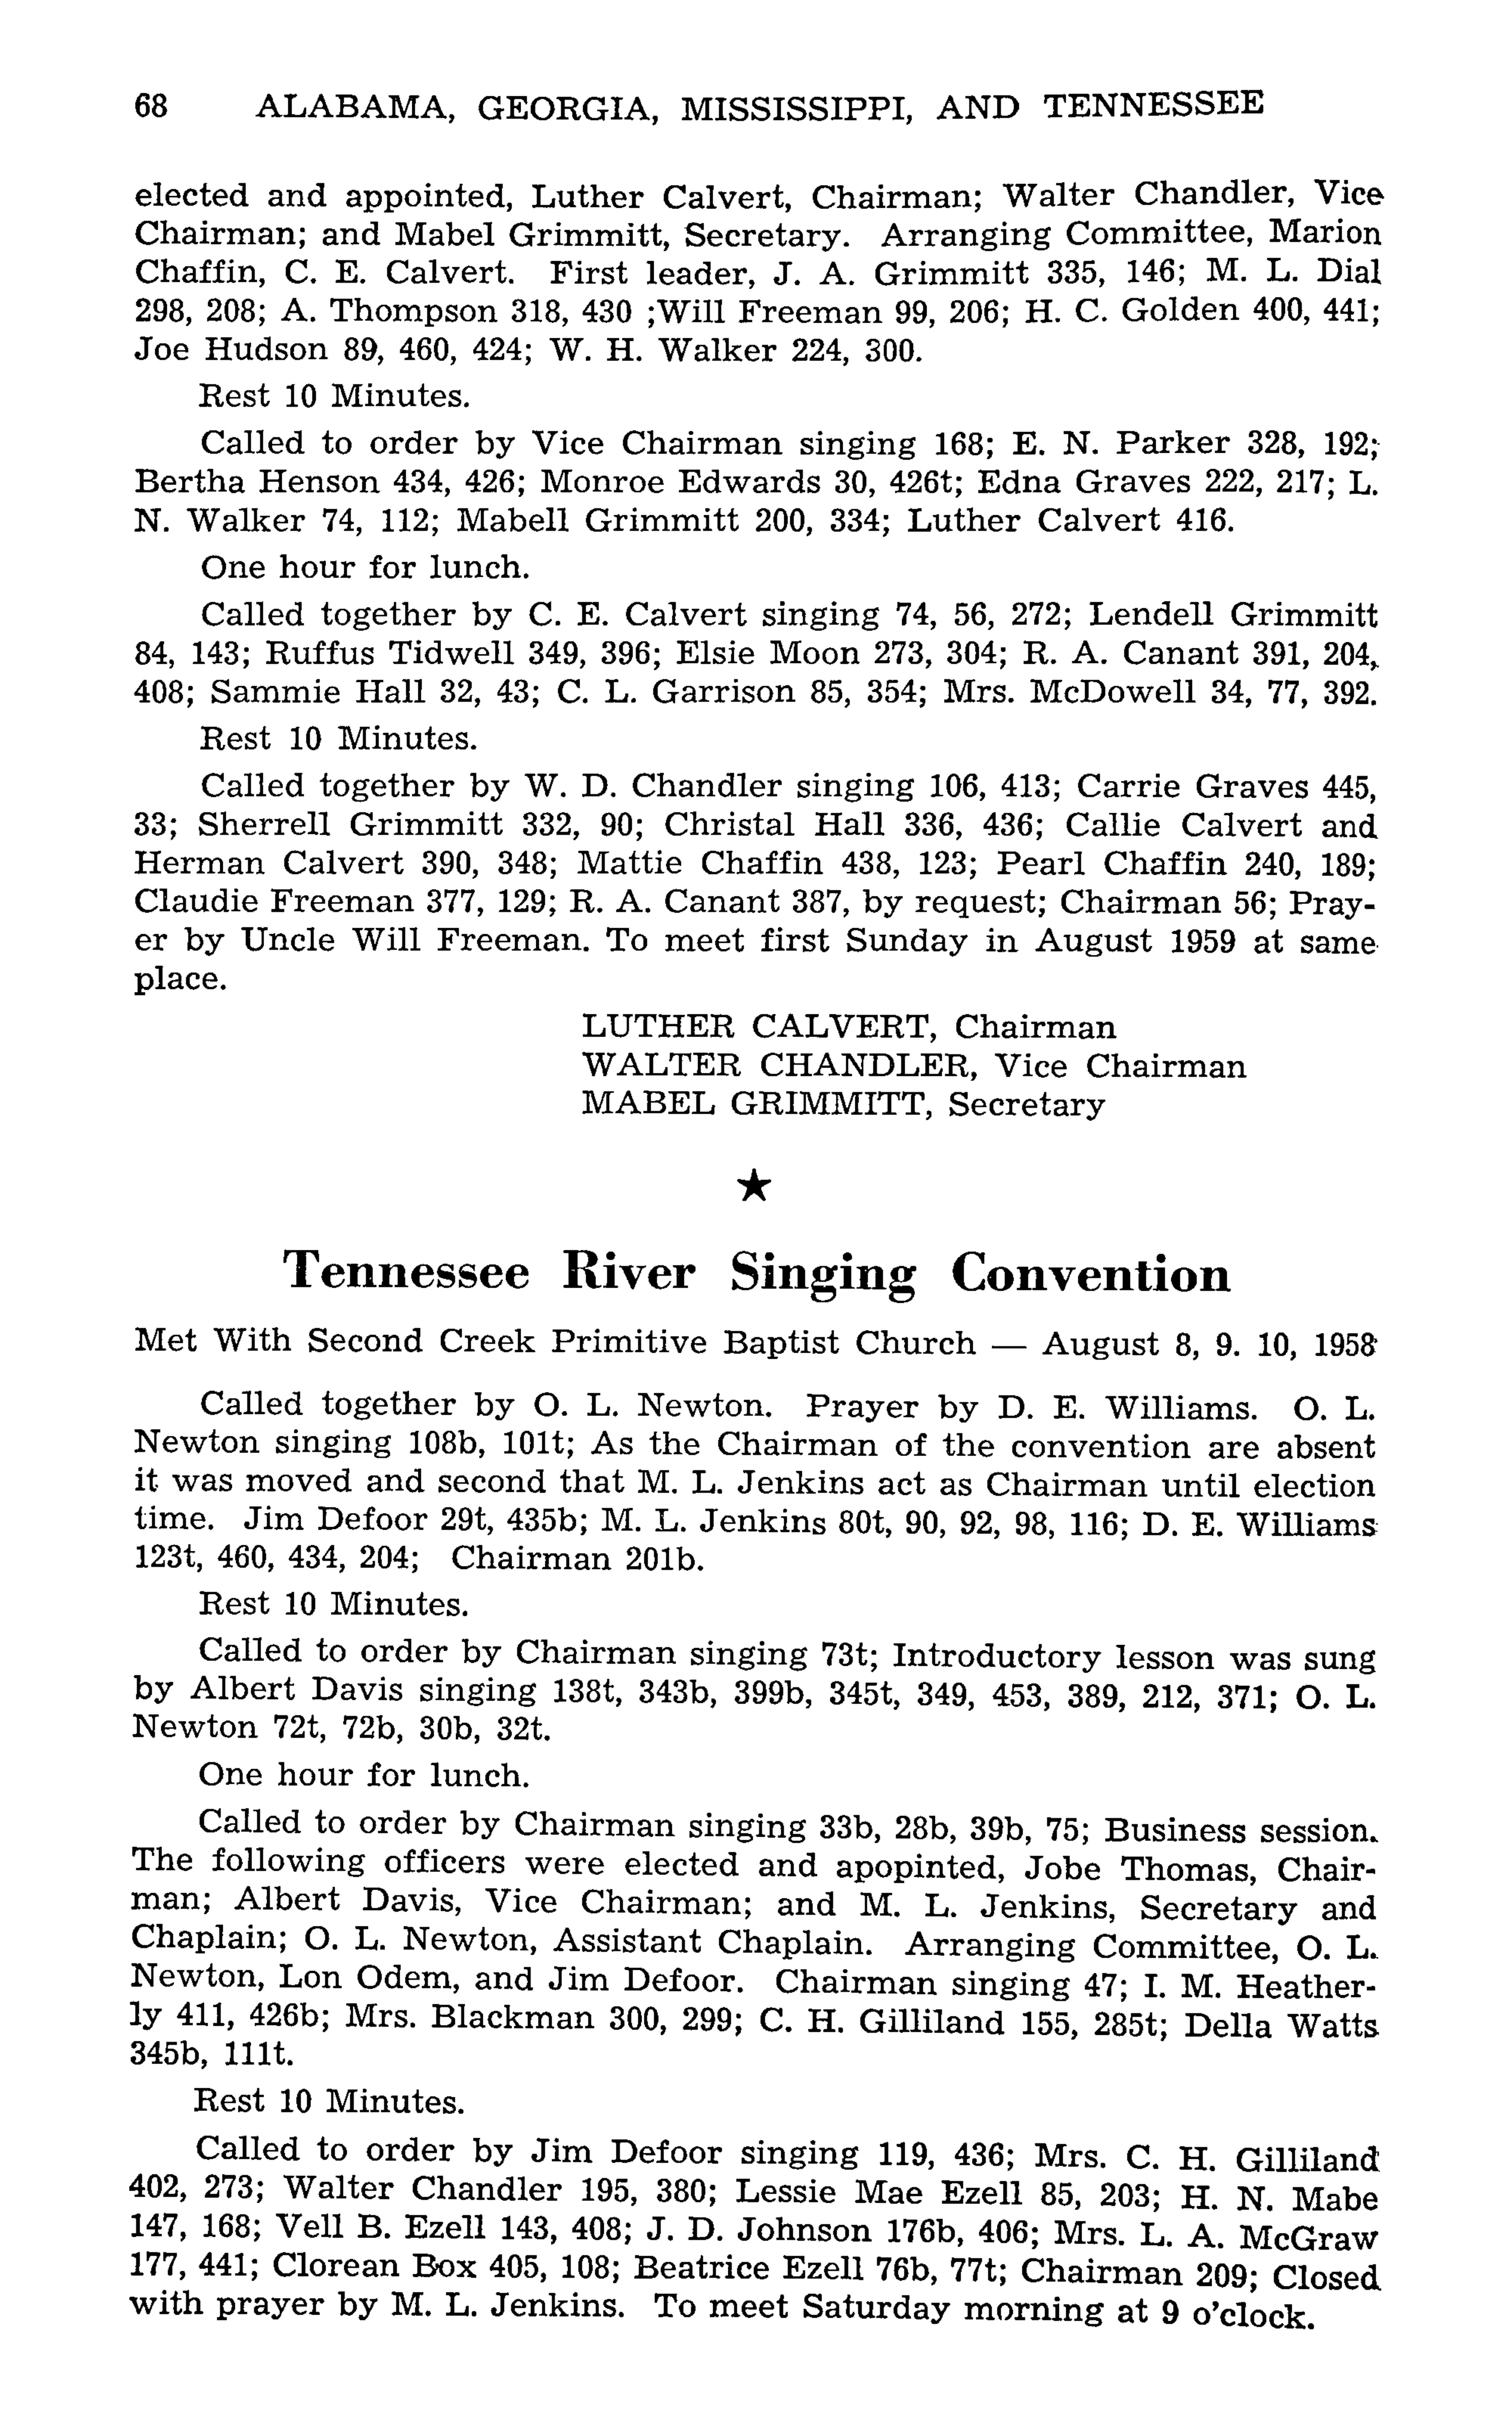 68 ALABAMA, GEORGIA, MISSISSIPPI, AND TENNESSEE
elected and appointed, Luther Calvert, Chairman; Walter Chandler, Vice
Chairman; and Mabel Grimmitt, Secretary. Arranging Committee, Marion
Chaffin, C. E. Calvert. First leader, J. A. Grimmitt 335, 146; M. L. Dial
298, 208; A. Thompson 318, 430 ;Will Freeman 99, 206; H. C. Golden 400, 441;
Joe Hudson 89, 460, 424; W. H. Walker 224, 300.
Rest 10 Minutes.
Called to order by Vice Chairman singing 168; E. N. Parker 328, 192;
Bertha Henson 434, 426; Monroe Edwards 30, 426t; Edna Graves 222, 217; L.
N. Walker 74, 112; Mabell Grimmitt 200, 334; Luther Calvert 416.
One hour for lunch.
Called together by C. E. Calvert singing 74, 56, 272; Lendell Grimmitt
84, 143; Ruffus Tidwell 349, 396; Elsie Moon 273, 304; R. A. Canant 391, 204,
408; Sammie Hall 32, 43; C. L. Garrison 85, 354; Mrs. McDowell 34, 77, 392.
Rest 10 Minutes.
Called together by W. D. Chandler singing 106, 413; Carrie Graves 445,
33; Sherrell Grimmitt 332, 90; Christal Hall 336, 436; Callie Calvert and
Herman Calvert 390, 348; Mattie Chaffin 438, 123; Pearl Chaffin 240, 189;
Claudie Freeman 377, 129; R. A. Canant 387, by request; Chairman 56; Pray-
er by Uncle Will Freeman. To meet first Sunday in August 1959 at same
place.
LUTHER CALVERT, Chairman
WALTER CHANDLER, Vice Chairman
MABEL GRIMMITT, Secretary
★
Tennessee River Singing Convention
Met With Second Creek Primitive Baptist Church — August 8, 9. 10, 1958
Called together by O. L. Newton. Prayer by D. E. Williams. O. L.
Newton singing 108b, 101t; As the Chairman of the convention are absent
it was moved and second that M. L. Jenkins act as Chairman until election
time. Jim Defoor 29t, 435b; M. L. Jenkins 80t, 90, 92, 98, 116; D. E. Williams
123t, 460, 434, 204; Chairman 201b.
Rest 10 Minutes.
Called to order by Chairman singing 73t; Introductory lesson was sung
by Albert Davis singing 138t, 343b, 399b, 345t, 349, 453, 389, 212, 371; O. L.
Newton 72t, 72b, 30b, 32t.
One hour for lunch.
Called to order by Chairman singing 33b, 28b, 39b, 75; Business session.
The following officers were elected and apopinted, Jobe Thomas, Chair-
man; Albert Davis, Vice Chairman; and M. L. Jenkins, Secretary and
Chaplain; O. L. Newton, Assistant Chaplain. Arranging Committee, O. L.
Newton, Lon Odem, and Jim Defoor. Chairman singing 47; I. M. Heather-
ly 411, 426b; Mrs. Blackman 300, 299; C. H. Gilliland 155, 285t; Della Watts
345b, 111t.
Rest 10 Minutes.
Called to order by Jim Defoor singing 119, 436; Mrs. C. H. Gilliland
402, 273; Walter Chandler 195, 380; Lessie Mae Ezell 85, 203; H. N. Mabe
147, 168; Vell B. Ezell 143, 408; J. D. Johnson 176b, 406; Mrs. L. A. McGraw
177, 441; Clorean Box 405, 108; Beatrice Ezell 76b, 77t; Chairman 209; Closed
with prayer by M. L. Jenkins. To meet Saturday morning at 9 o'clock.